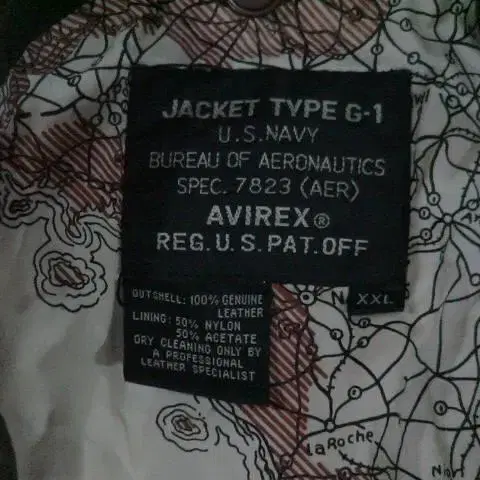 JACKET TYPE G-1
U.S. NAVY
BUREAU OF AERONAUTICS
SPEC. 7823 (AER)
AVIREX®
REG. U.S. PAT. OFF
XXL
OUTSHELL: 100% GENUINE
LEATHER
LINING: 50% NYLON
50% ACETATE
DRY CLEANING ONLY BY
A PROFESSIONAL
LEATHER SPECIALIST
La Roche
Nior